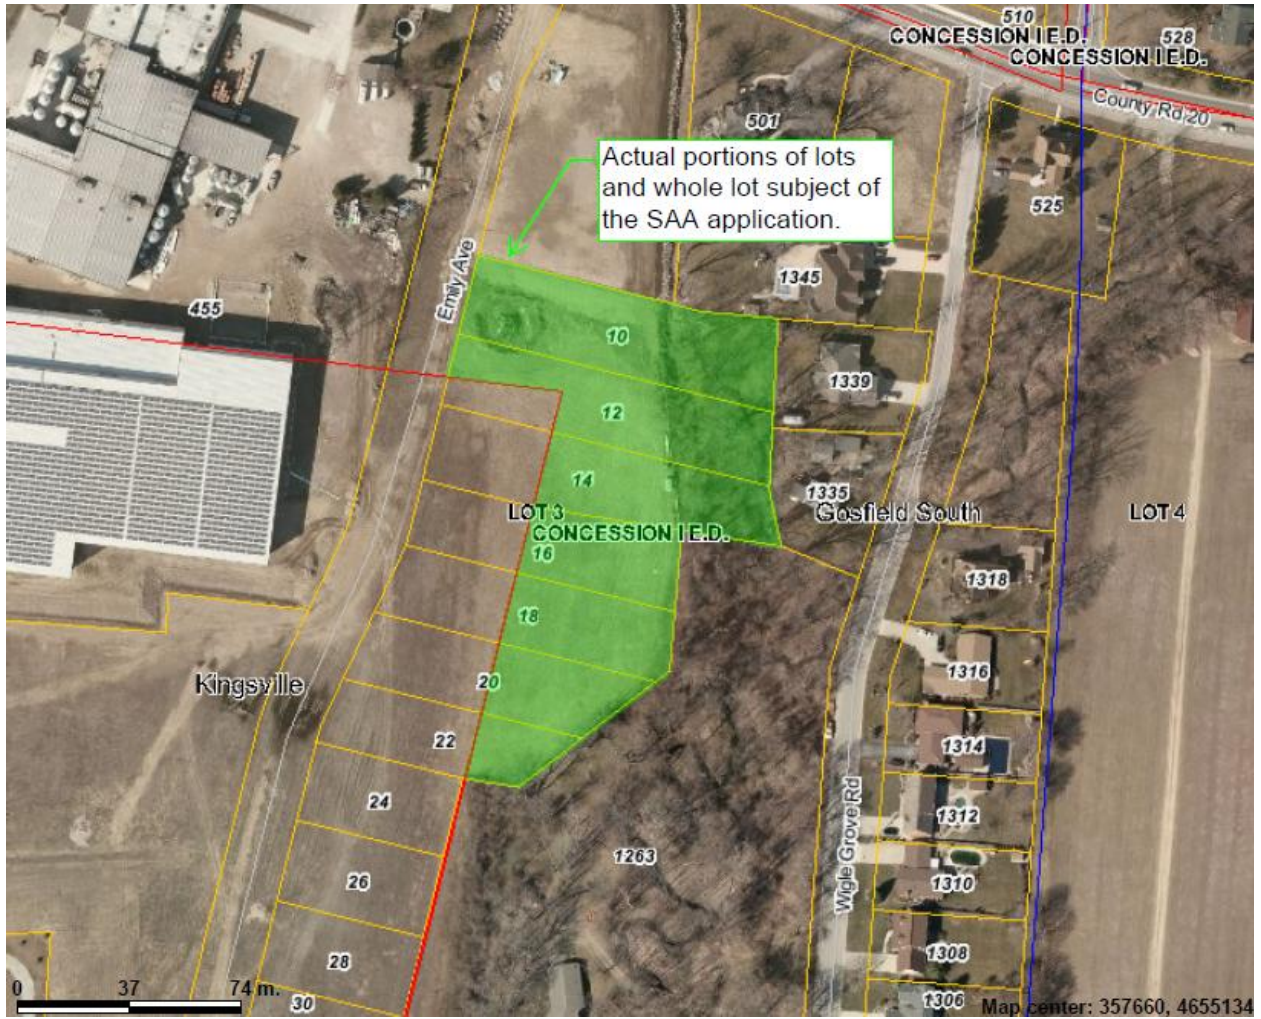 510
CONCESSION I E.D.
528
CONCESSION I E.D.
County Rd 20
501
Actual portions of lots
and whole lot subject of
the SAA application.
525
Emily Ave
1345
455
10
1339
12
14
1335
LOT 3
Gosfield South
LOT 4
CONCESSION I E.D.
16
1318
18
1316
Kingsville
20
22
1314
24
1312
Wigle Grove Rd
1263
26
1310
28
1308
0 37 74 m.
30
1306
Map center: 357660, 4655134